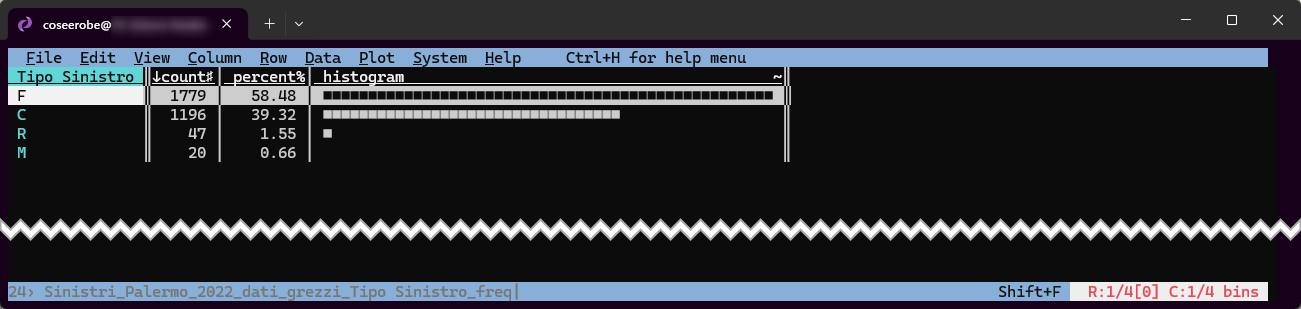 coseerobe@
File Edit View Column Row Data Plot System Help Ctrl+H for help menu
Tipo Sinistro ↓count♯ percent% histogram ~
F 1779 58.48
C 1196 39.32
R 47 1.55
M 20 0.66
24› Sinistri_Palermo_2022_dati_grezzi_Tipo Sinistro_freq| Shift+F R:1/4[0] C:1/4 bins